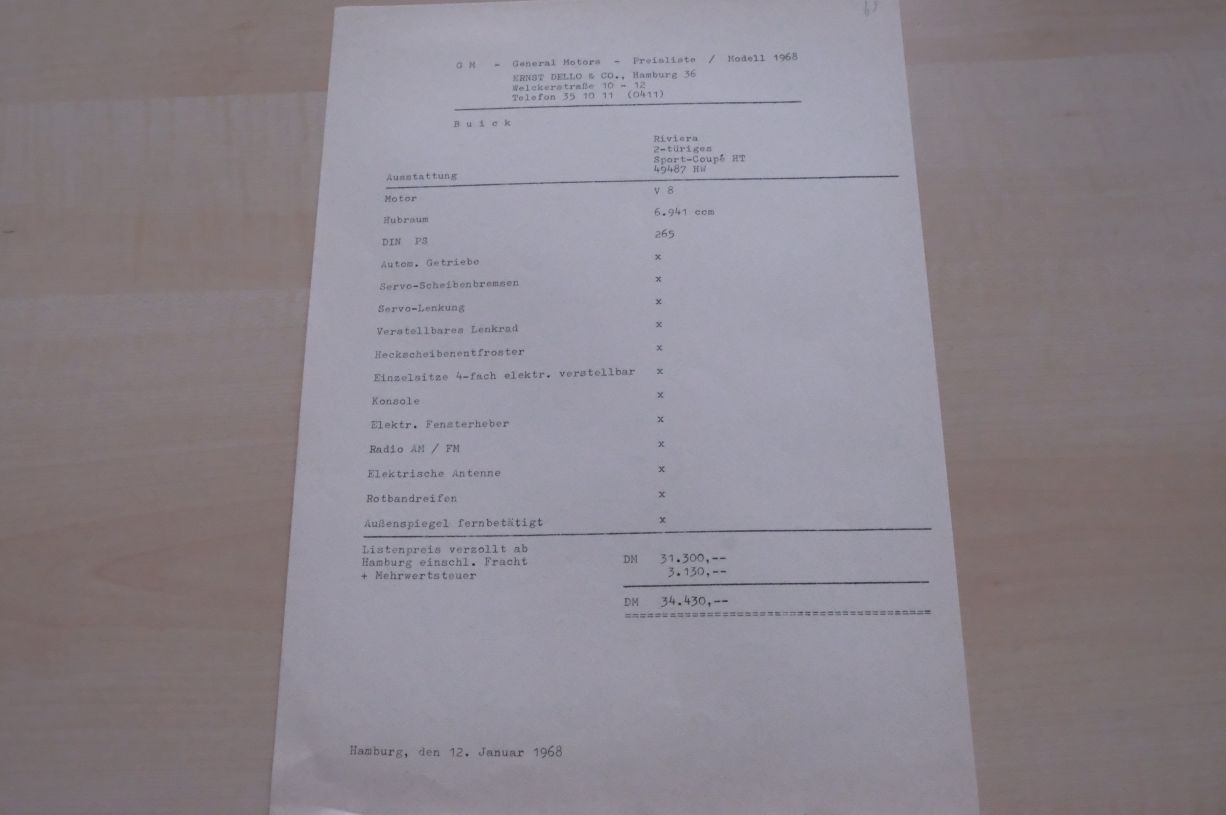 68
G M - General Motors - Preisliste / Modell 1968
ERNST DELLO & CO., Hamburg 36
Welckerstraße 10 - 12
Telefon 35 10 11 (0411)
B u i c k
Riviera
2-türiges
Sport-Coupé HT
Ausstattung 49487 HW
Motor V 8
Hubraum 6.941 ccm
DIN PS 265
Autom. Getriebe x
Servo-Scheibenbremsen x
Servo-Lenkung x
Verstellbares Lenkrad x
Heckscheibenentfroster x
Einzelsitze 4-fach elektr. verstellbar x
Konsole x
Elektr. Fensterheber x
Radio AM / FM x
Elektrische Antenne x
Rotbandreifen x
Außenspiegel fernbetätigt x
Listenpreis verzollt ab
Hamburg einschl. Fracht DM 31.300,--
+ Mehrwertsteuer 3.130,--
DM 34.430,--
Hamburg, den 12. Januar 1968